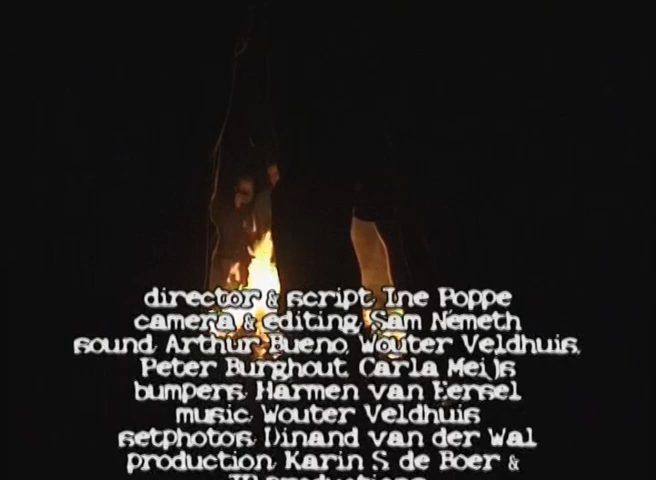 director & script Ine Poppe
camera & editing Sam Nemeth
sound Arthur Bueno, Wouter Veldhuis,
Peter Burghout Carla Meijs
bumpers Harmen van Eersel
music Wouter Veldhuis
setphotos Dinand van der Wal
production Karin S. de Boer &
productions